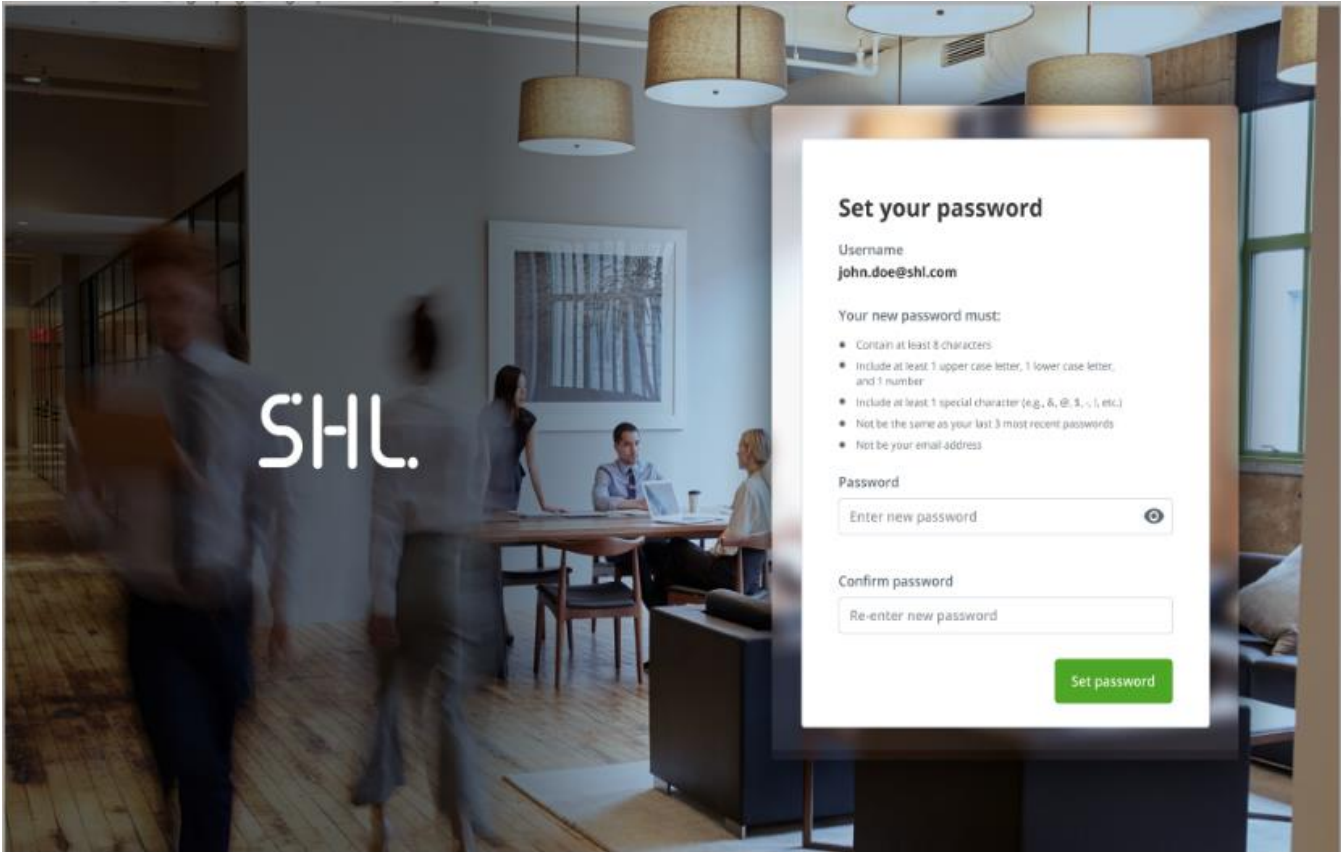 SHL.
Set your password
Username
john.doe@shl.com
Your new password must:
Contain at least 8 characters
Include at least 1 upper case letter, 1 lower case letter,
and 1 number
Include at least 1 special character (e.g., &, @, $, -, !, etc.)
Not be the same as your last 3 most recent passwords
Not be your email address
Password
Enter new password
Confirm password
Re-enter new password
Set password